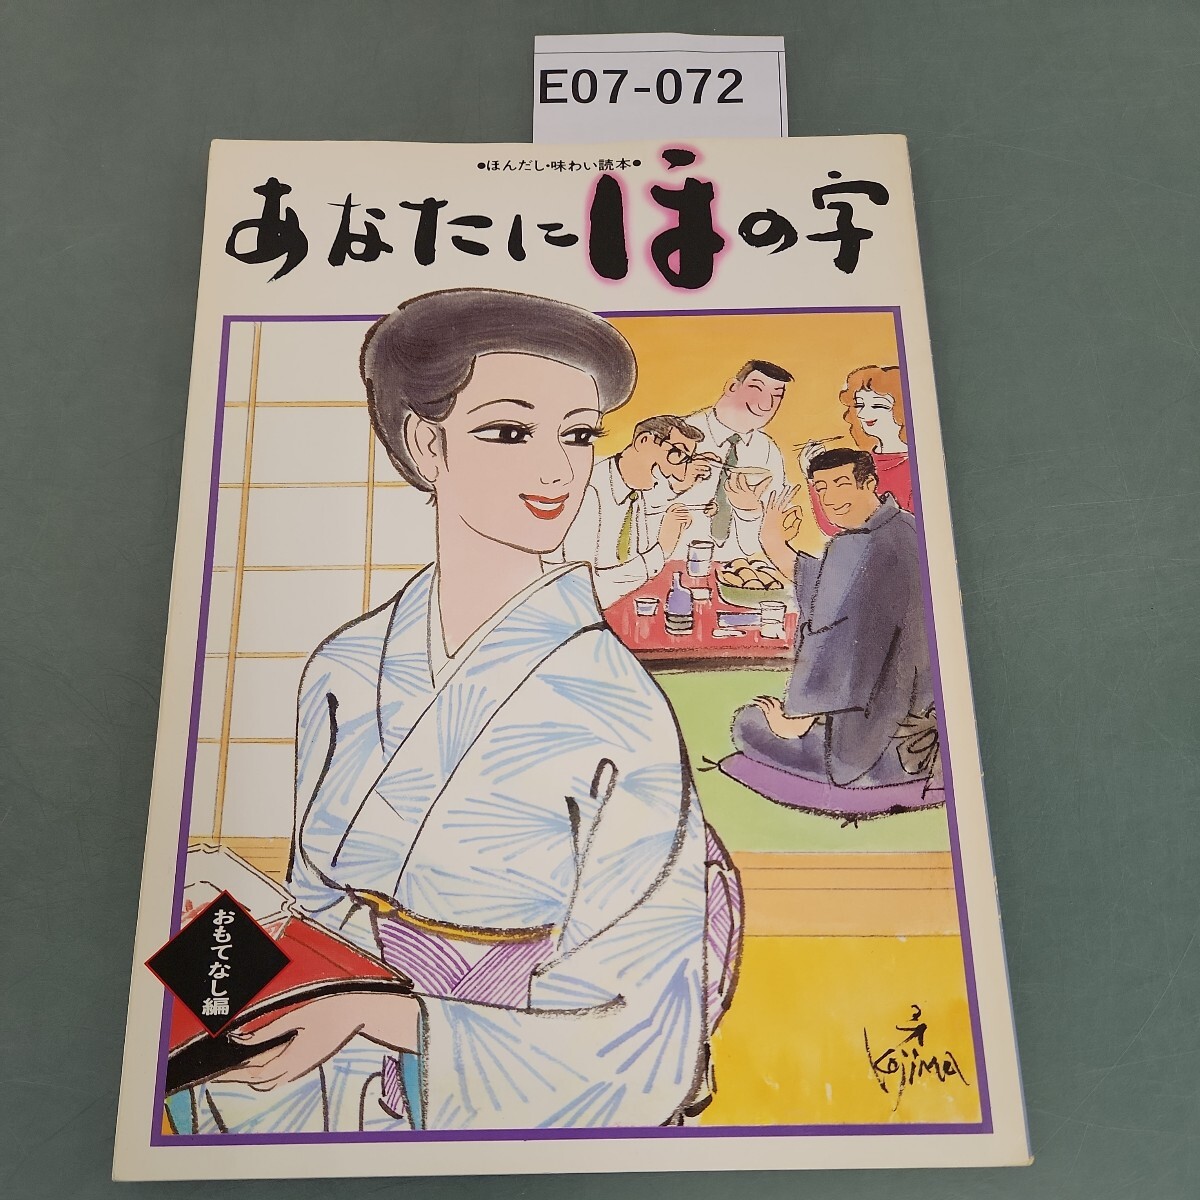 E07-072
●ほんだし・味わい読本●
あなたにほの字
おもてなし編
Kojima